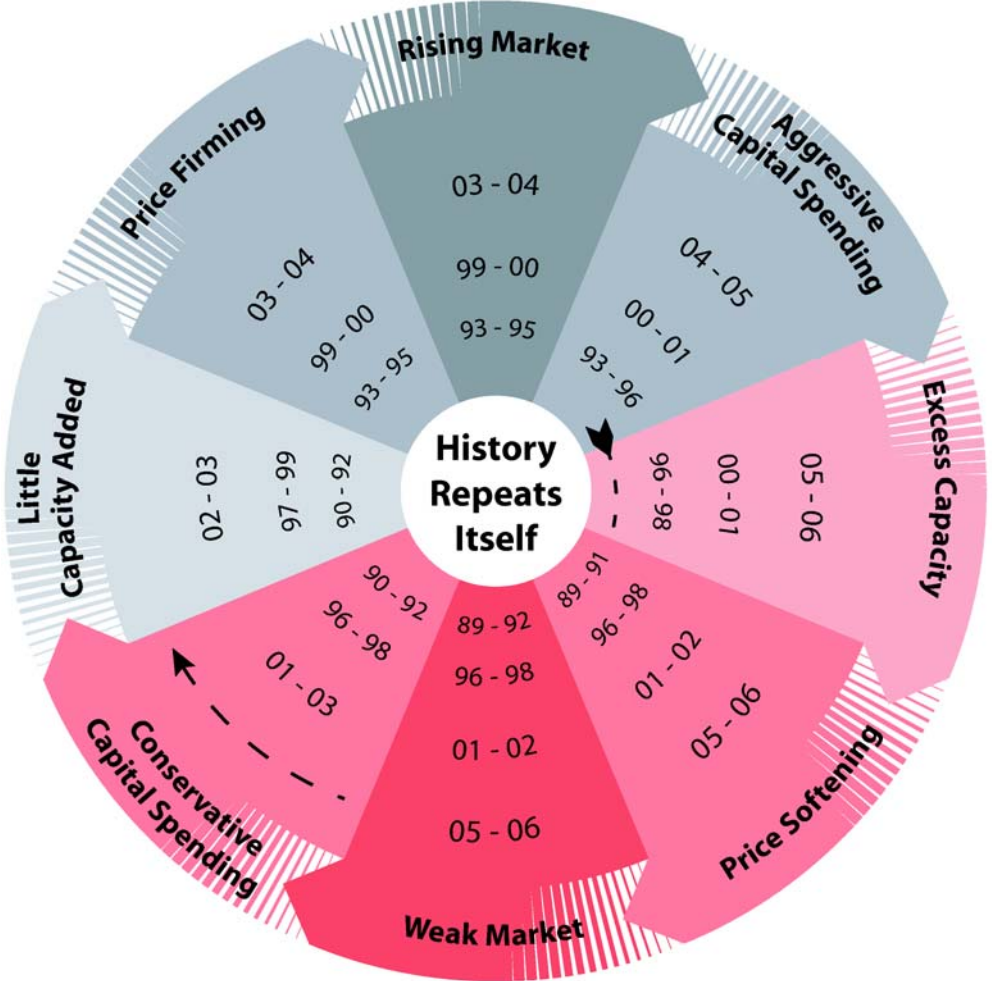 Rising Market
03 - 04
99 - 00
93 - 95
Aggressive
Capital Spending
04 - 05
00 - 01
93 - 96
Excess Capacity
05 - 06
00 - 01
96 - 98
Price Softening
89 - 91
96 - 98
01 - 02
05 - 06
Weak Market
89 - 92
96 - 98
01 - 02
05 - 06
Conservative
Capital Spending
90 - 92
96 - 98
01 - 03
Little
Capacity Added
02 - 03
97 - 99
90 - 92
Price Firming
03 - 04
99 - 00
93 - 95
History
Repeats
Itself